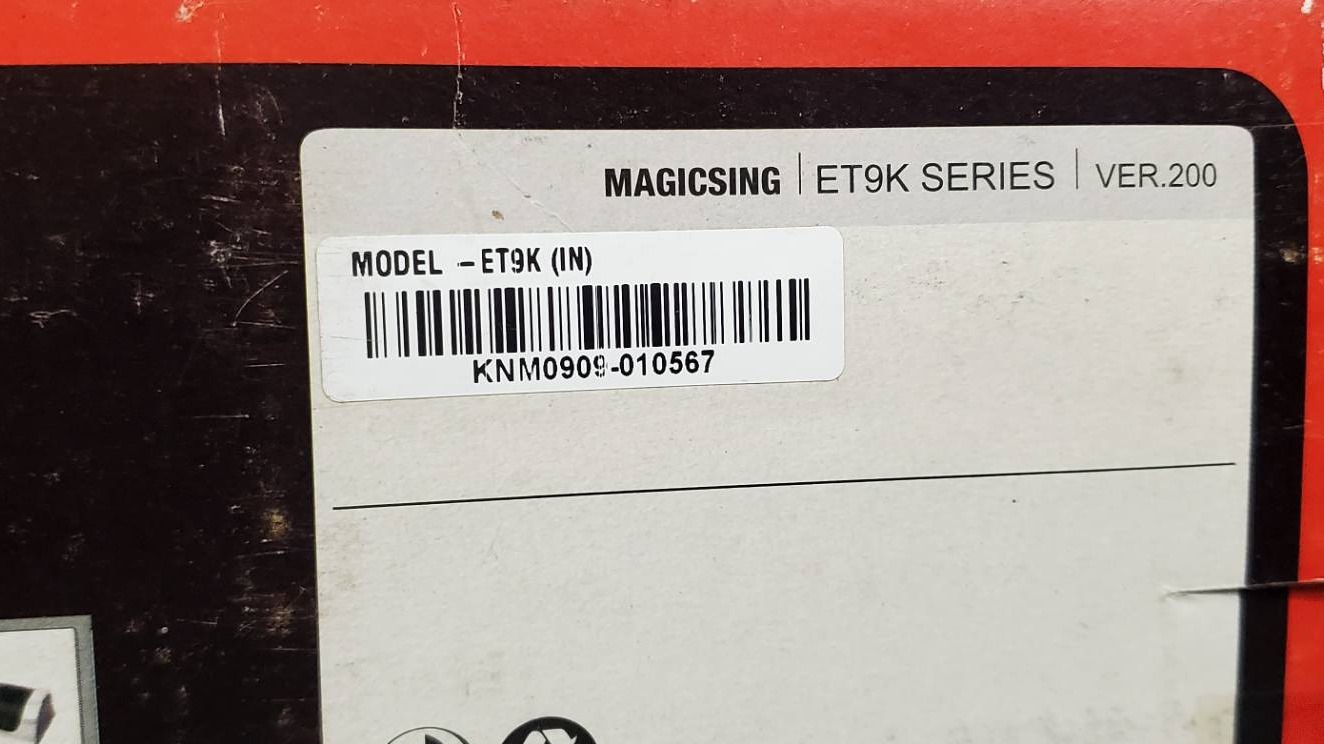 MAGICSING | ET9K SERIES | VER.200
MODEL - ET9K (IN)
KNM0909-010567